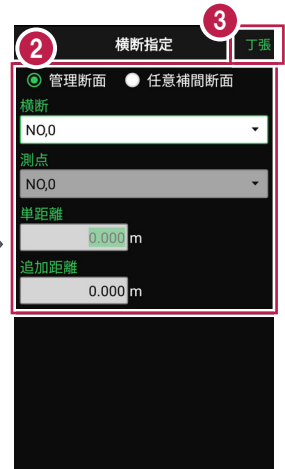 3
2
横断指定
丁張
管理断面
任意補間断面
横断
NO,0
測点
NO,0
単距離
0.000 m
追加距離
0.000 m